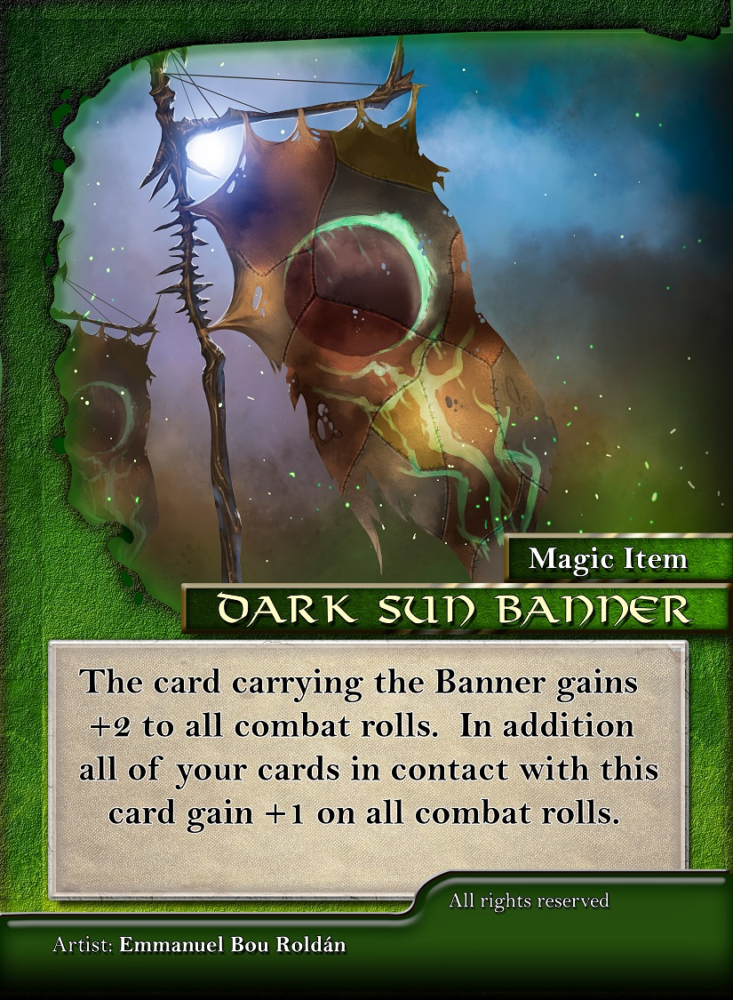 Magic Item
DARK SUN BANNER
The card carrying the Banner gains
+2 to all combat rolls. In addition
all of your cards in contact with this
card gain +1 on all combat rolls.
All rights reserved
Artist: Emmanuel Bou Roldán